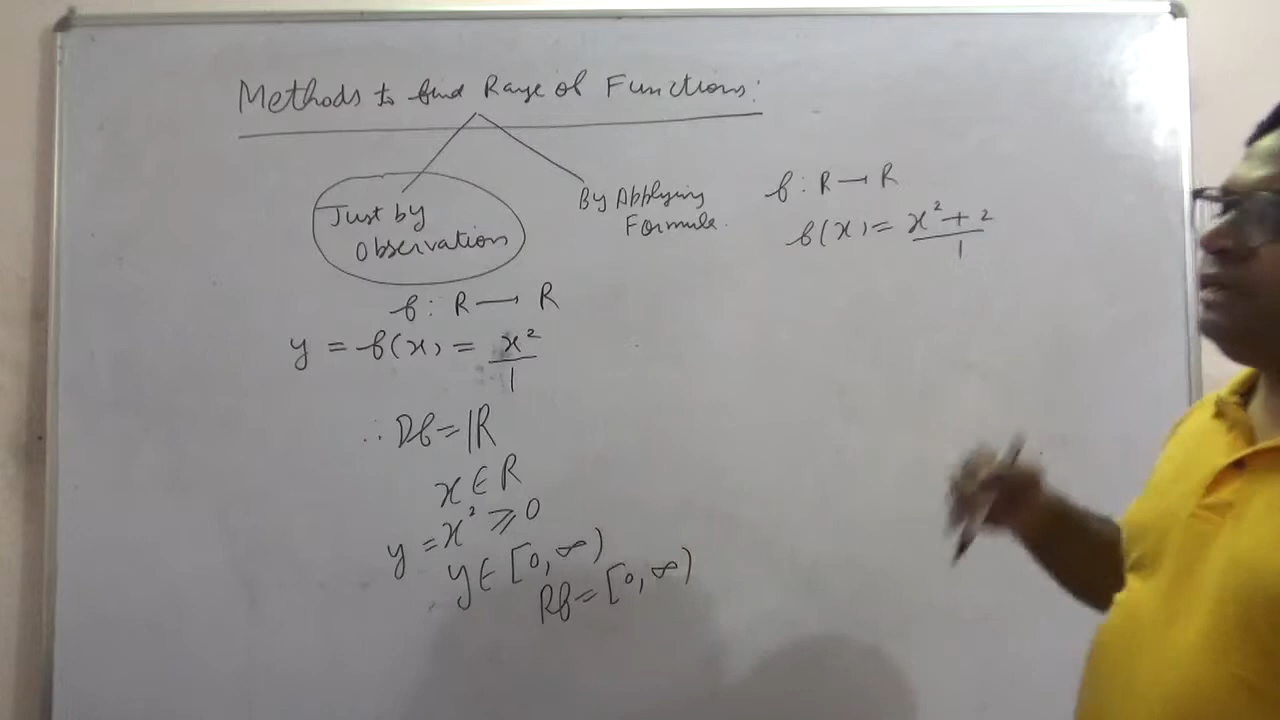 Methods to find Range of Functions:
Just by
Observation
By Applying
Formula.
f: R → R
y = f(x) = x²/1
∴ Df = IR
x ∈ R
y = x² ≥ 0
y ∈ [0, ∞)
Rf = [0, ∞)
f: R → R
f(x) = x² + 2/1